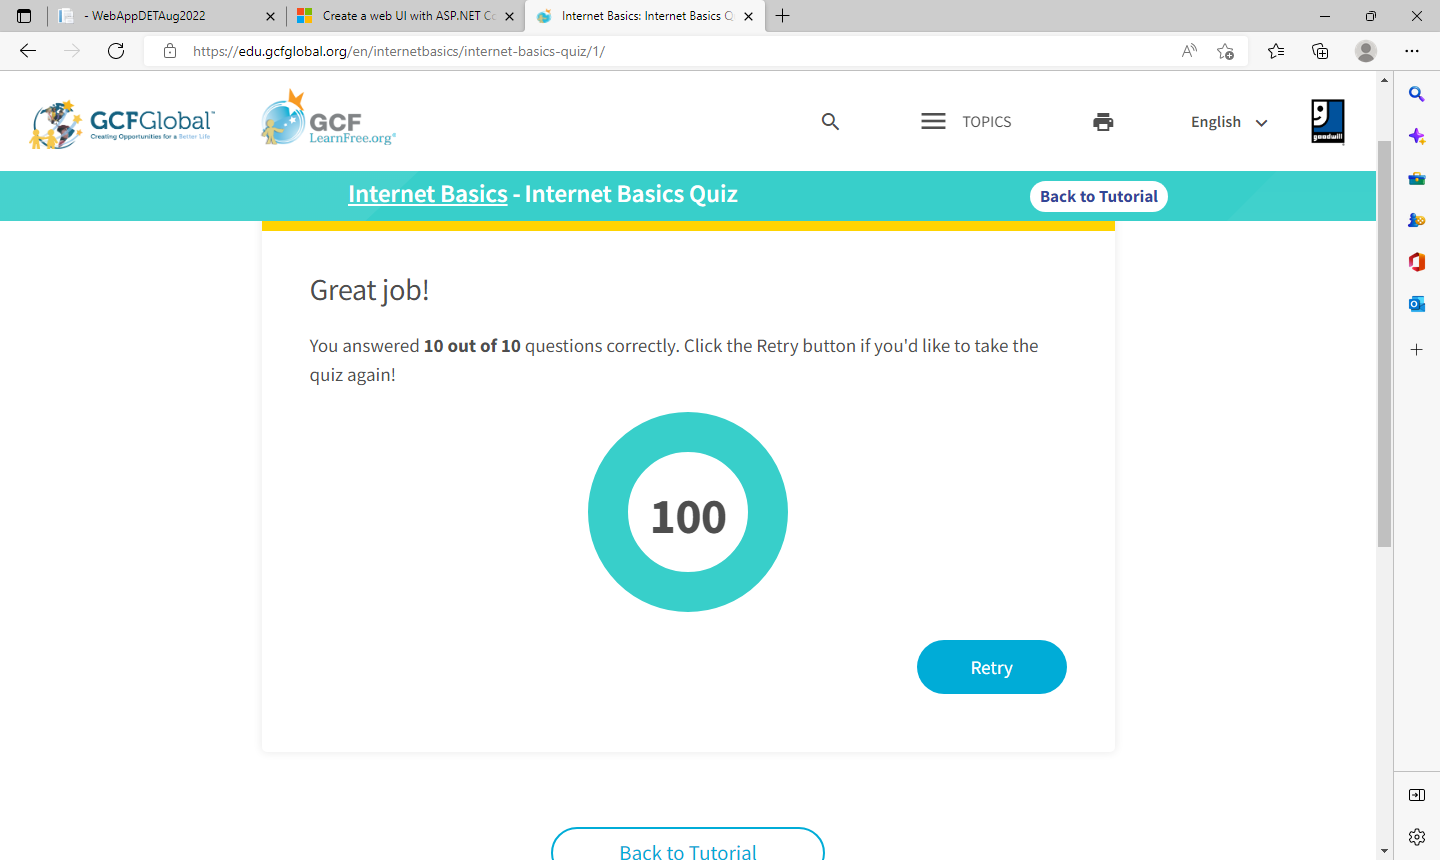 - WebAppDETAug2022
Create a web UI with ASP.NET Co
Internet Basics: Internet Basics Q
https://edu.gcfglobal.org/en/internetbasics/internet-basics-quiz/1/
GCFGlobal
Creating Opportunities for a Better Life
GCF
LearnFree.org
TOPICS
English
goodwill
Internet Basics - Internet Basics Quiz
Back to Tutorial
Great job!
You answered 10 out of 10 questions correctly. Click the Retry button if you'd like to take the
quiz again!
100
Retry
Back to Tutorial